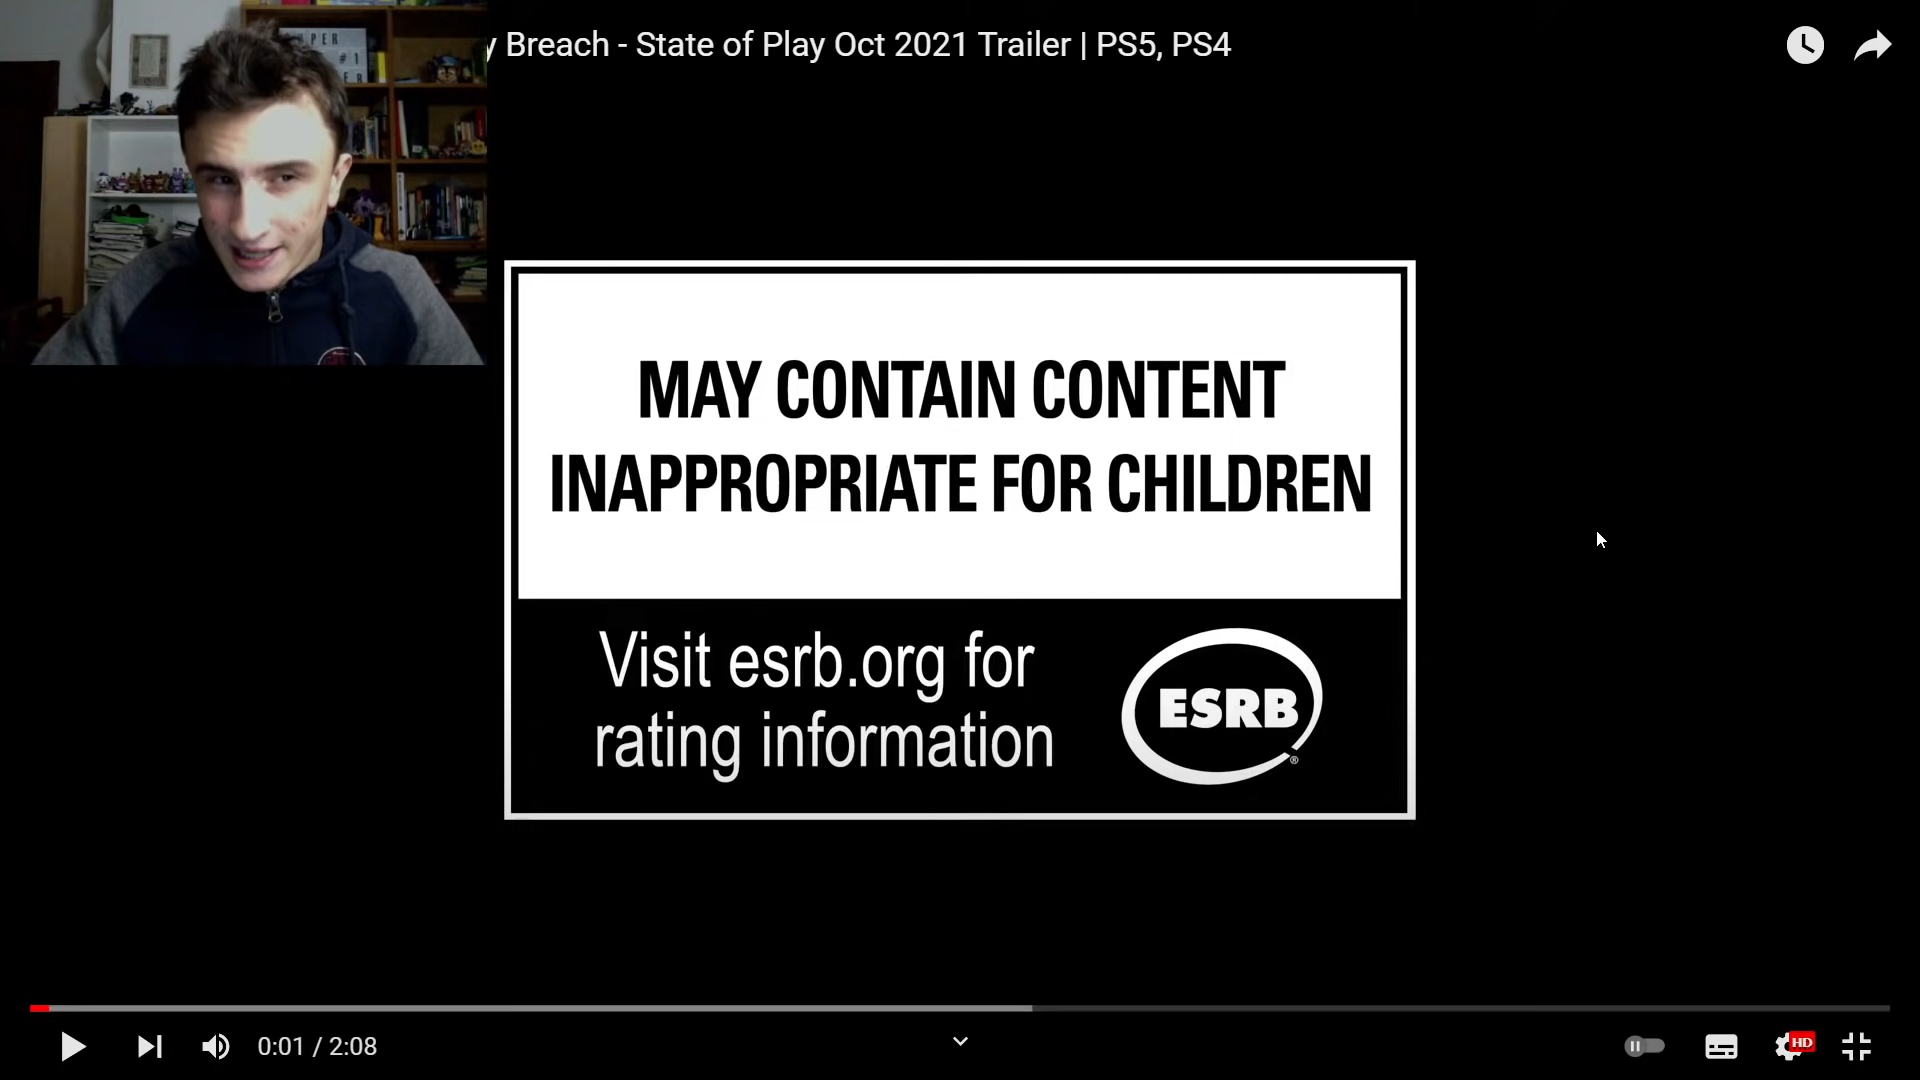 y Breach - State of Play Oct 2021 Trailer | PS5, PS4
#1
MAY CONTAIN CONTENT
INAPPROPRIATE FOR CHILDREN
Visit esrb.org for
rating information
ESRB
®
0:01 / 2:08
HD